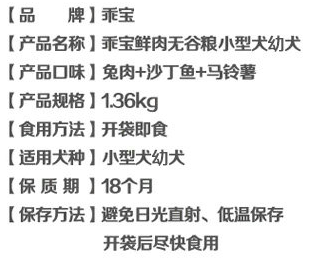 【品　　牌】乖宝
【产品名称】乖宝鲜肉无谷粮小型犬幼犬
【产品口味】兔肉+沙丁鱼+马铃薯
【产品规格】1.36kg
【食用方法】开袋即食
【适用犬种】小型犬幼犬
【保 质 期】18个月
【保存方法】避免日光直射、低温保存
开袋后尽快食用